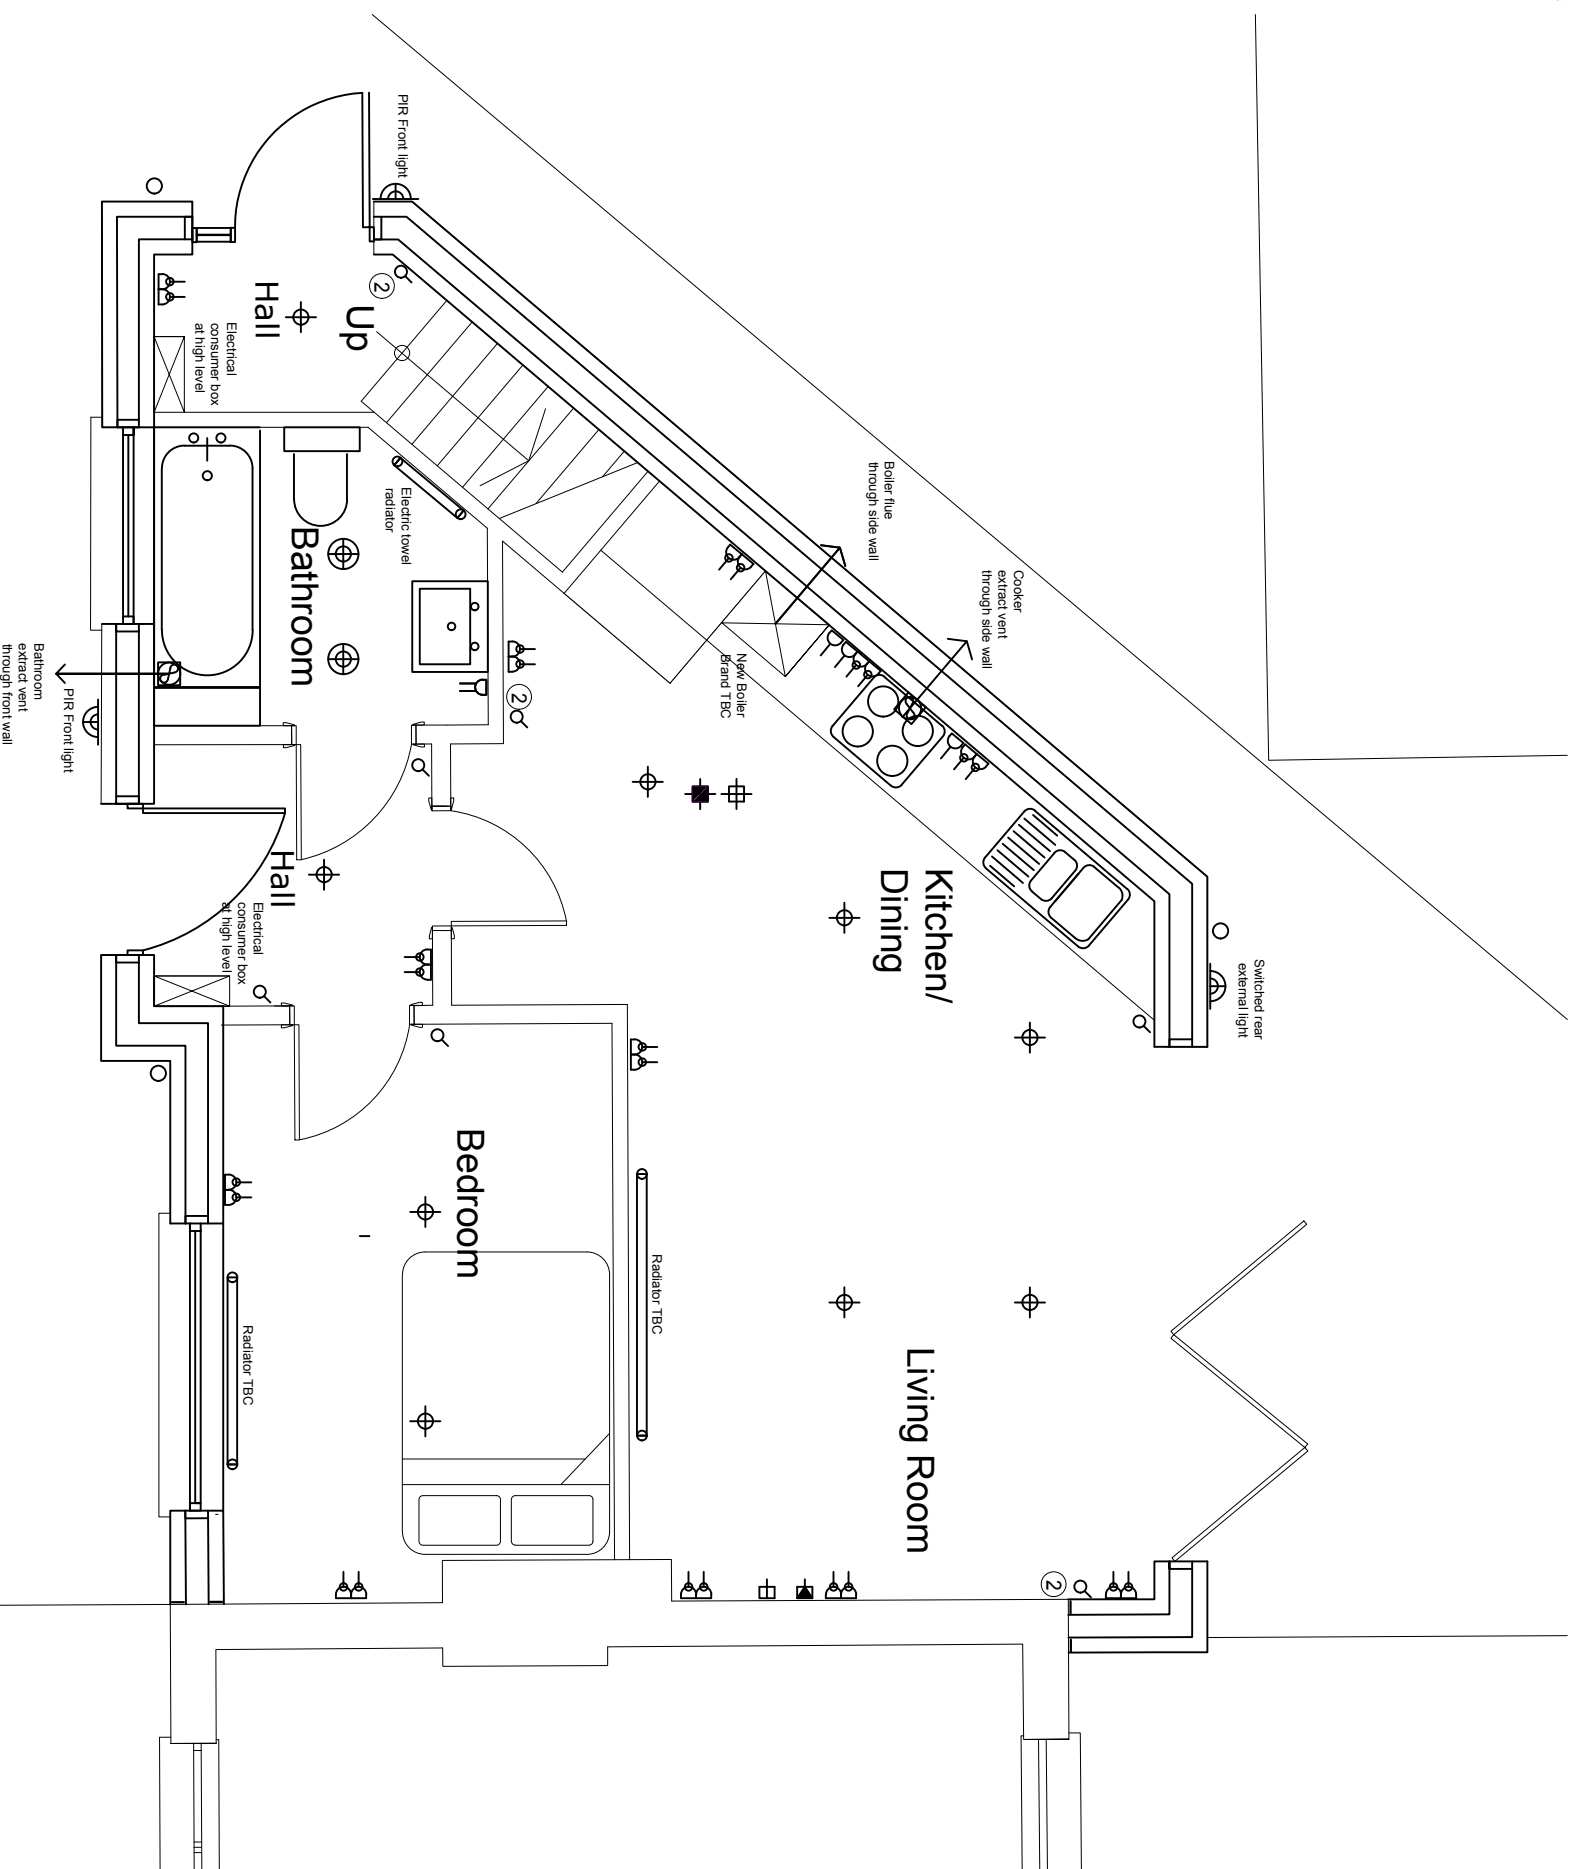 PIR Front light
Hall
Up
2
Electrical
consumer box
at high level
Bathroom
Electric towel
radiator
Boiler flue
through side wall
Cooker
extract vent
through side wall
New Boiler
Brand TBC
2
Bathroom
extract vent
through front wall
PIR Front light
Hall
Electrical
consumer box
at high level
Kitchen/
Dining
Switched rear
external light
Bedroom
Radiator TBC
Radiator TBC
Living Room
2